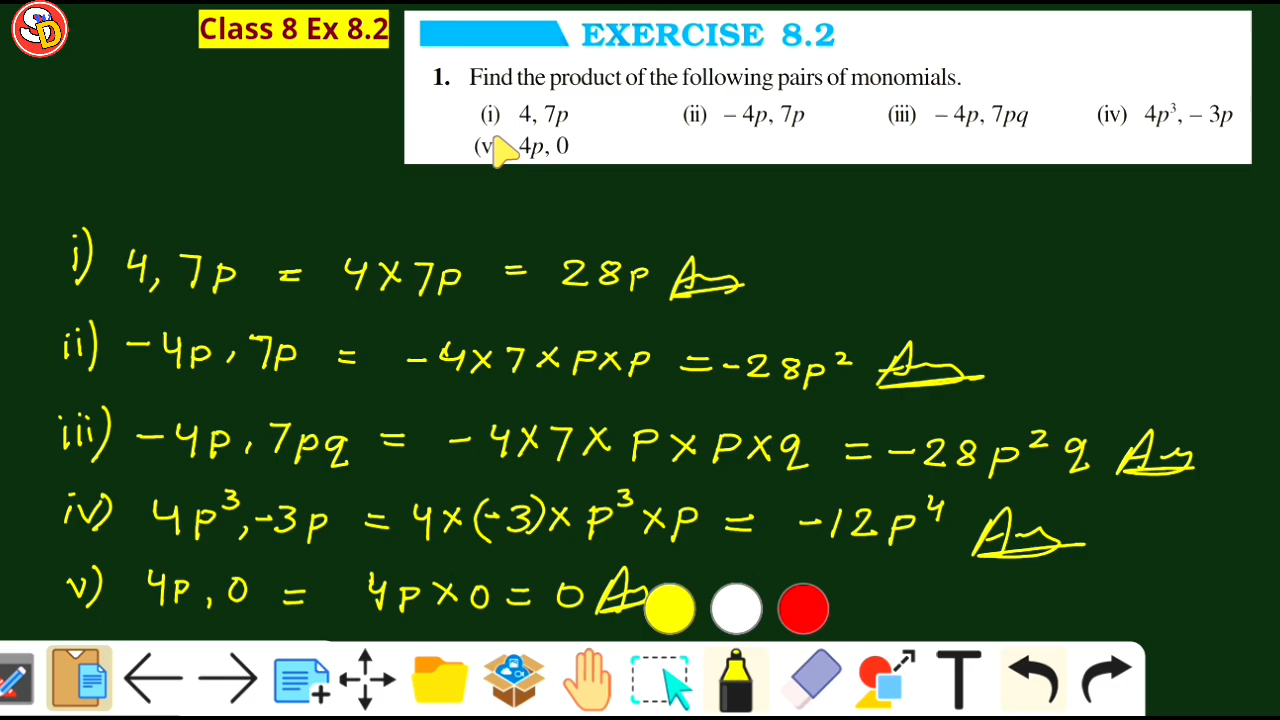 SD
Class 8 Ex 8.2
EXERCISE 8.2
1. Find the product of the following pairs of monomials.
(i) 4, 7p (ii) – 4p, 7p (iii) – 4p, 7pq (iv) 4p³, – 3p
(v 4p, 0
i) 4, 7p = 4 × 7p = 28p Ans
ii) -4p, 7p = -4 × 7 × p × p = -28p² Ans
iii) -4p, 7pq = -4 × 7 × p × p × q = -28p²q Ans
iv) 4p³, -3p = 4 × (-3) × p³ × p = -12p⁴ Ans
v) 4p, 0 = 4p × 0 = 0 Ans
T